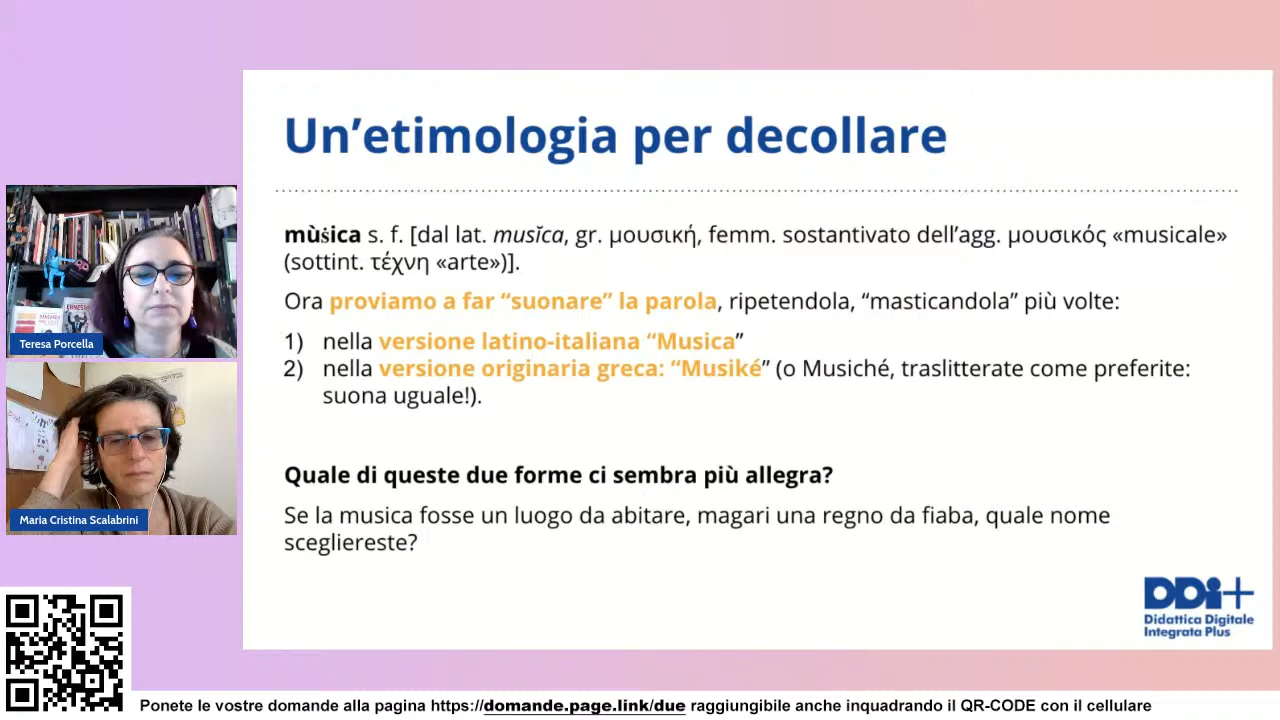 Un'etimologia per decollare
mùṡica s. f. [dal lat. musĭca, gr. μουσική, femm. sostantivato dell'agg. μουσικός «musicale»
(sottint. τέχνη «arte»)].
Ora proviamo a far “suonare” la parola, ripetendola, “masticandola” più volte:
1) nella versione latino-italiana “Musica”
2) nella versione originaria greca: “Musiké” (o Musiché, traslitterate come preferite:
suona uguale!).
Quale di queste due forme ci sembra più allegra?
Se la musica fosse un luogo da abitare, magari una regno da fiaba, quale nome
scegliereste?
DDi+
Didattica Digitale
Integrata Plus
Teresa Porcella
Maria Cristina Scalabrini
Ponete le vostre domande alla pagina https://domande.page.link/due raggiungibile anche inquadrando il QR-CODE con il cellulare